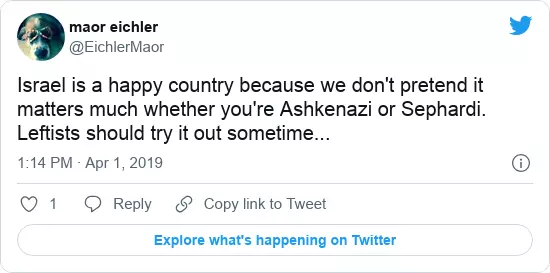 maor eichler
@EichlerMaor
Israel is a happy country because we don't pretend it
matters much whether you're Ashkenazi or Sephardi.
Leftists should try it out sometime...
1:14 PM · Apr 1, 2019
1 Reply Copy link to Tweet
Explore what's happening on Twitter